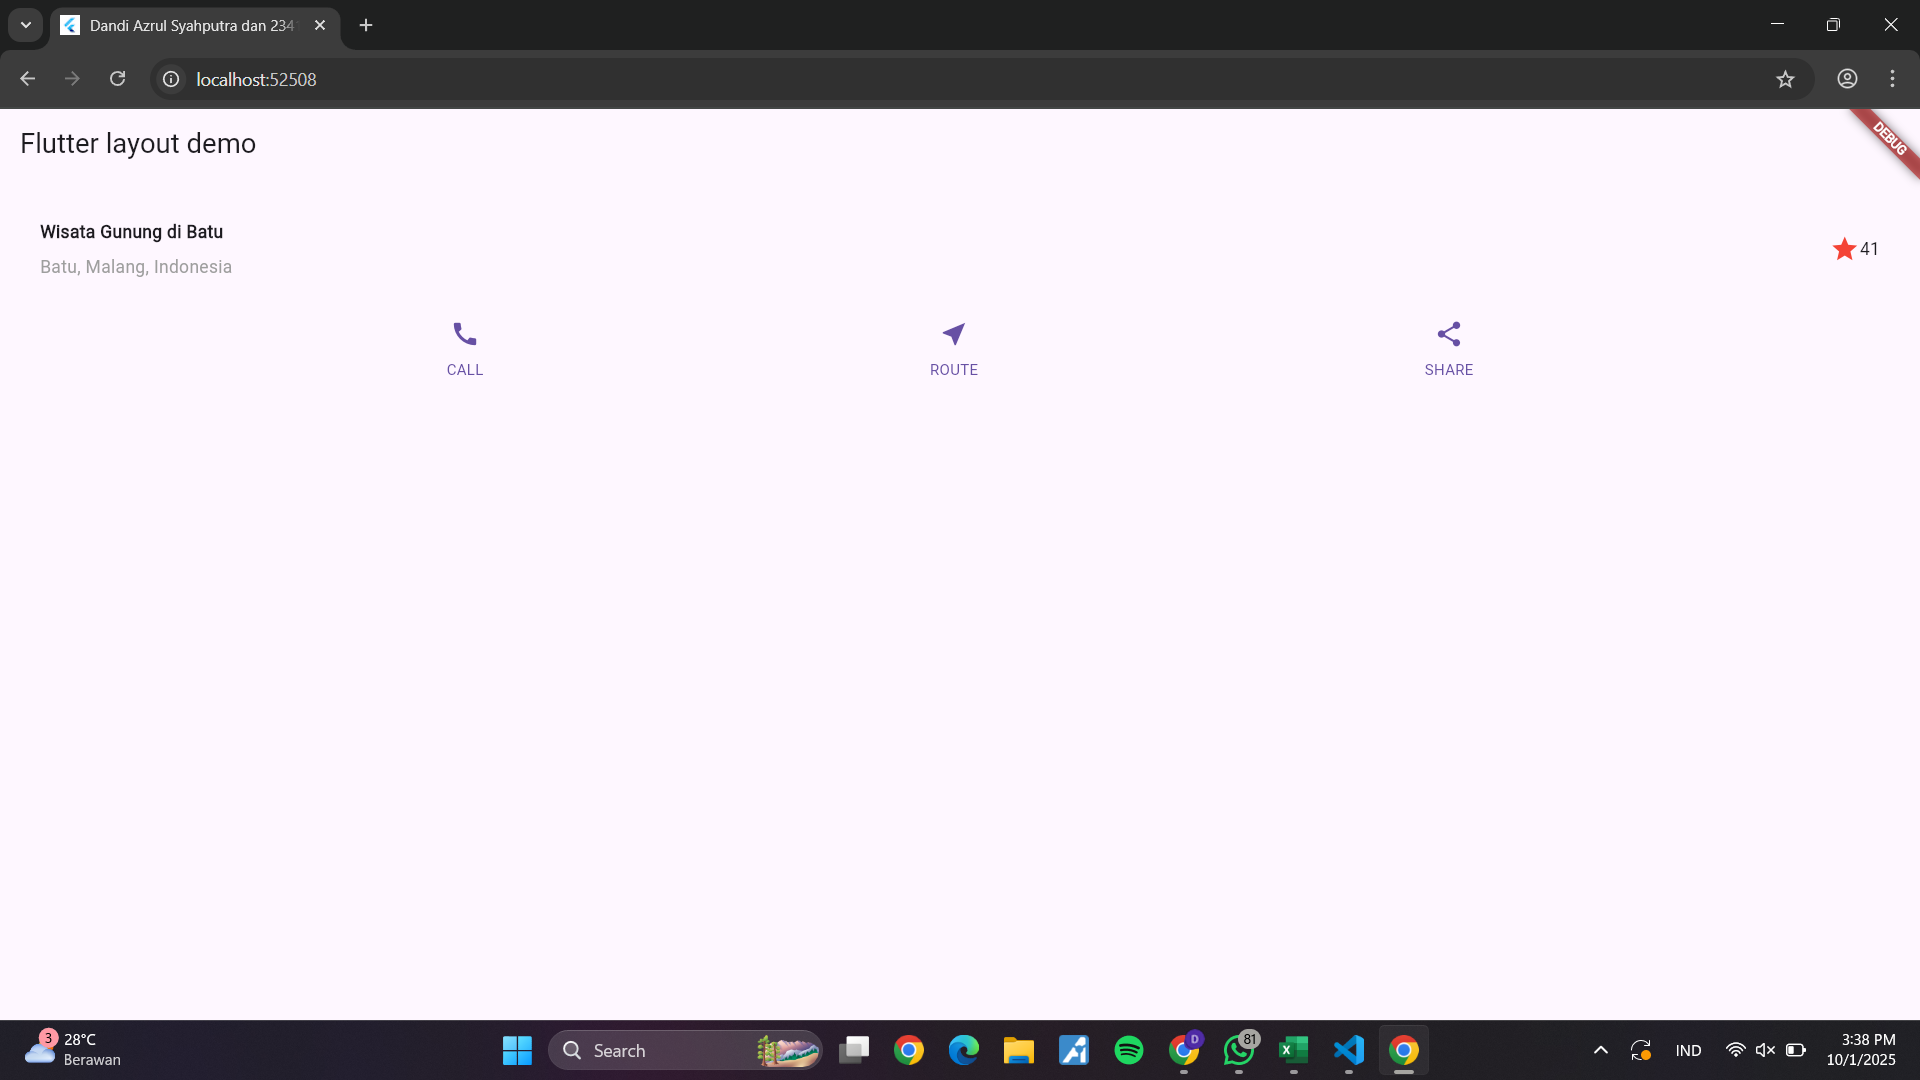 Dandi Azrul Syahputra dan 234
localhost:52508
Flutter layout demo
DEBUG
Wisata Gunung di Batu
Batu, Malang, Indonesia
41
CALL
ROUTE
SHARE
3
28°C
Berawan
Search
D
81
IND
3:38 PM
10/1/2025